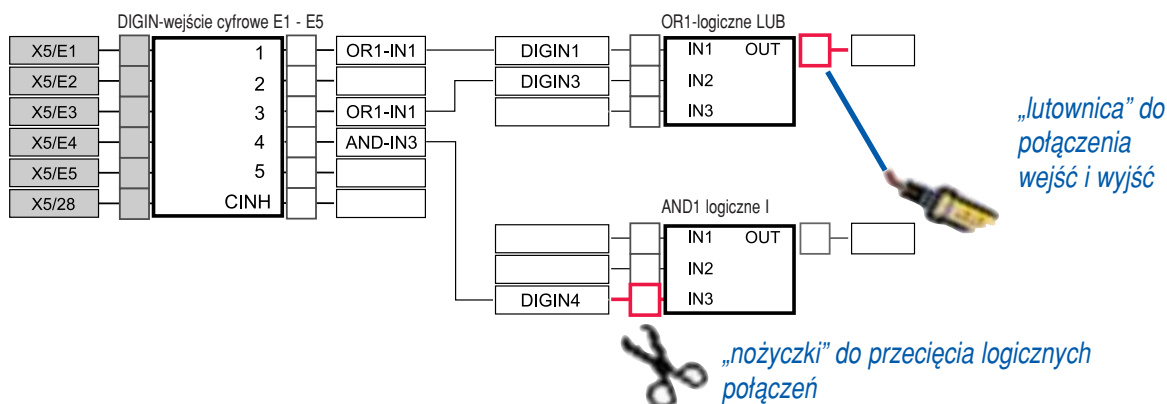 DIGIN-wejście cyfrowe E1 - E5
X5/E1
1
OR1-IN1
X5/E2
2
X5/E3
3
OR1-IN1
X5/E4
4
AND-IN3
X5/E5
5
X5/28
CINH
OR1-logiczne LUB
DIGIN1
IN1 OUT
DIGIN3
IN2
IN3
„lutownica” do
połączenia
wejść i wyjść
AND1 logiczne I
IN1 OUT
IN2
DIGIN4
IN3
„nożyczki” do przecięcia logicznych
połączeń